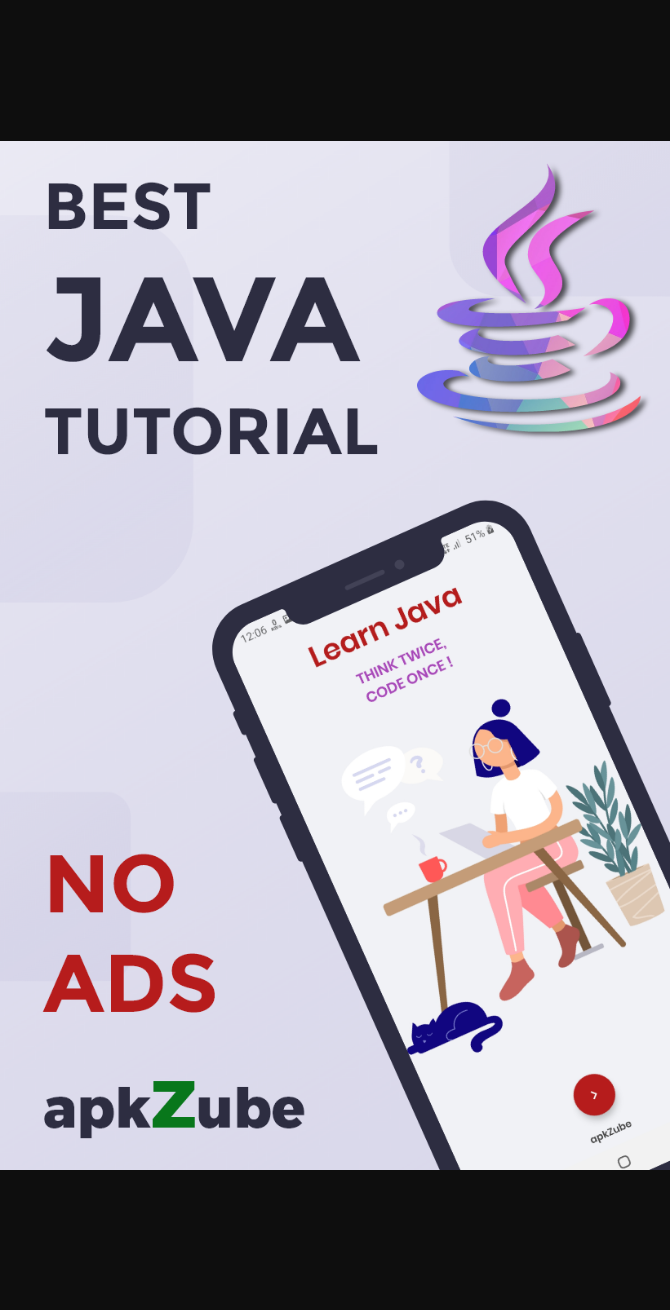 BEST
JAVA
TUTORIAL
12:06
51%
Learn Java
THINK TWICE,
CODE ONCE !
?
NO
ADS
apkZube
apkZube